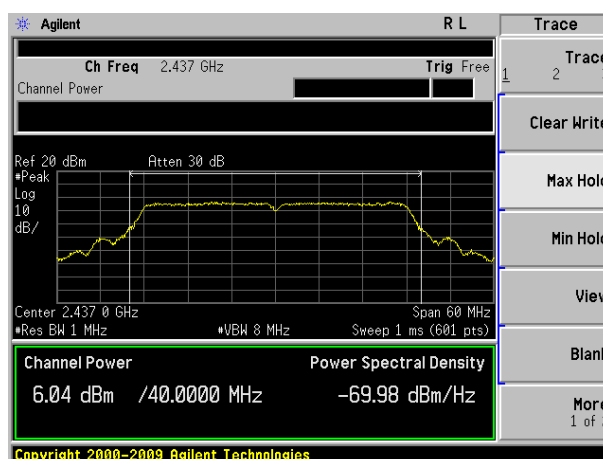 Agilent R L Trace
Ch Freq 2.437 GHz Trig Free
Channel Power
Trace
1 2
Clear Write
Max Hold
Min Hold
View
Blank
More
1 of
Ref 20 dBm Atten 30 dB
#Peak
Log
10
dB/
Center 2.437 0 GHz Span 60 MHz
#Res BW 1 MHz #VBW 8 MHz Sweep 1 ms (601 pts)
Channel Power Power Spectral Density
6.04 dBm /40.0000 MHz -69.98 dBm/Hz
Copyright 2000-2009 Agilent Technologies